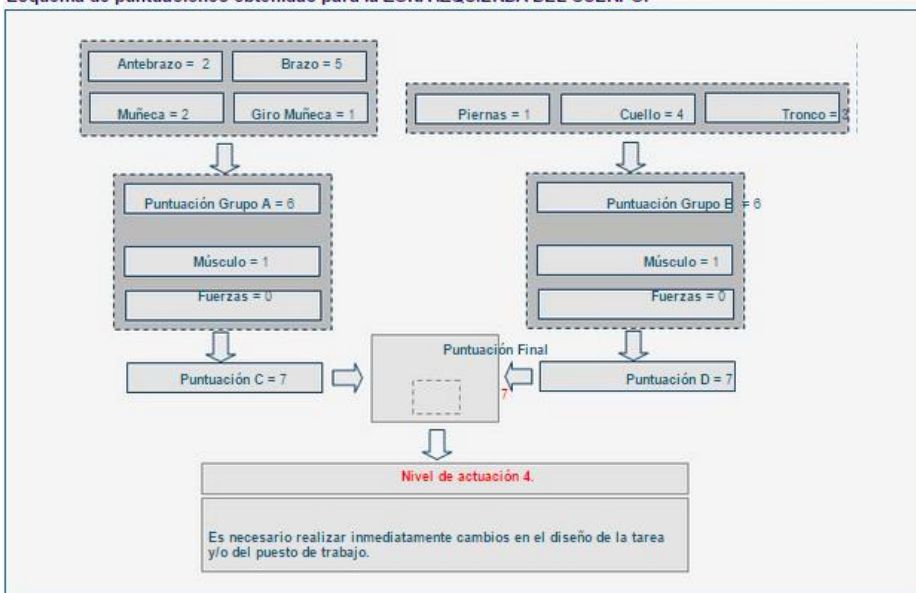 Antebrazo = 2
Brazo = 5
Muñeca = 2
Giro Muñeca = 1
Piernas = 1
Cuello = 4
Tronco =
Puntuación Grupo A = 6
Músculo = 1
Fuerzas = 0
Puntuación Grupo B = 6
Músculo = 1
Fuerzas = 0
Puntuación C = 7
Puntuación Final
7
Puntuación D = 7
Nivel de actuación 4.
Es necesario realizar inmediatamente cambios en el diseño de la tarea
y/o del puesto de trabajo.